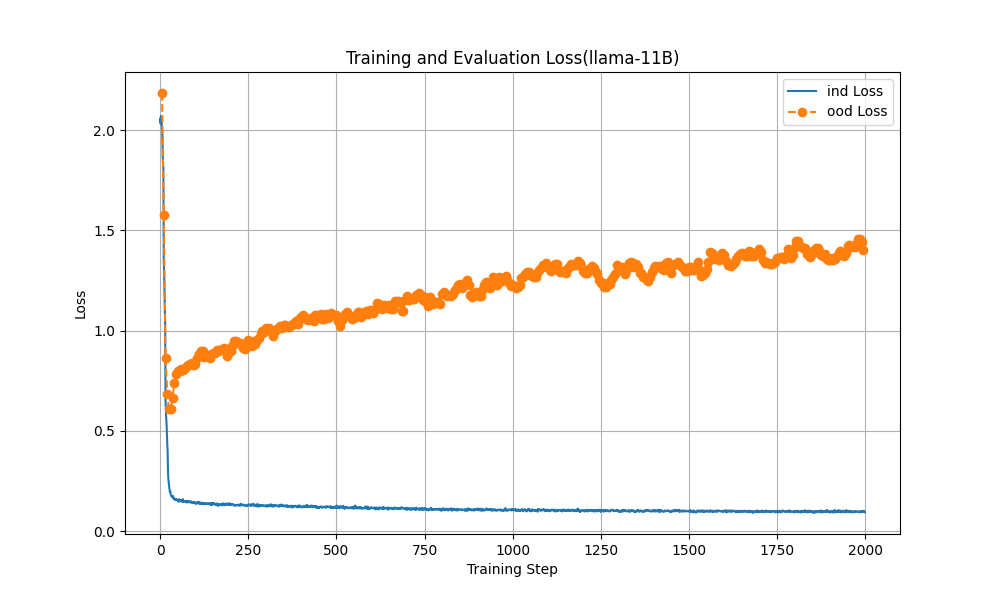 Training and Evaluation Loss(llama-11B)
ind Loss
ood Loss
Loss
2.0
1.5
1.0
0.5
0.0
0 250 500 750 1000 1250 1500 1750 2000
Training Step